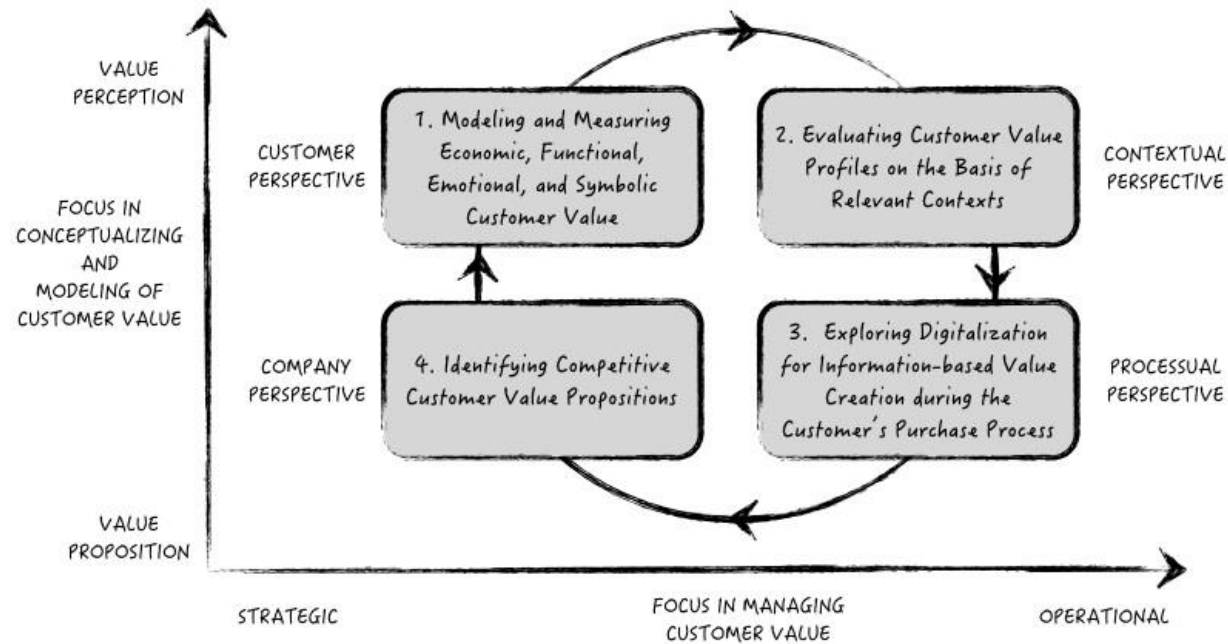 VALUE
PERCEPTION
CUSTOMER
PERSPECTIVE
1. Modeling and Measuring
Economic, Functional,
Emotional, and Symbolic
Customer Value
2. Evaluating Customer Value
Profiles on the Basis of
Relevant Contexts
CONTEXTUAL
PERSPECTIVE
FOCUS IN
CONCEPTUALIZING
AND
MODELING OF
CUSTOMER VALUE
COMPANY
PERSPECTIVE
4. Identifying Competitive
Customer Value Propositions
3. Exploring Digitalization
for Information-based Value
Creation during the
Customer's Purchase Process
PROCESSUAL
PERSPECTIVE
VALUE
PROPOSITION
STRATEGIC
FOCUS IN MANAGING
CUSTOMER VALUE
OPERATIONAL